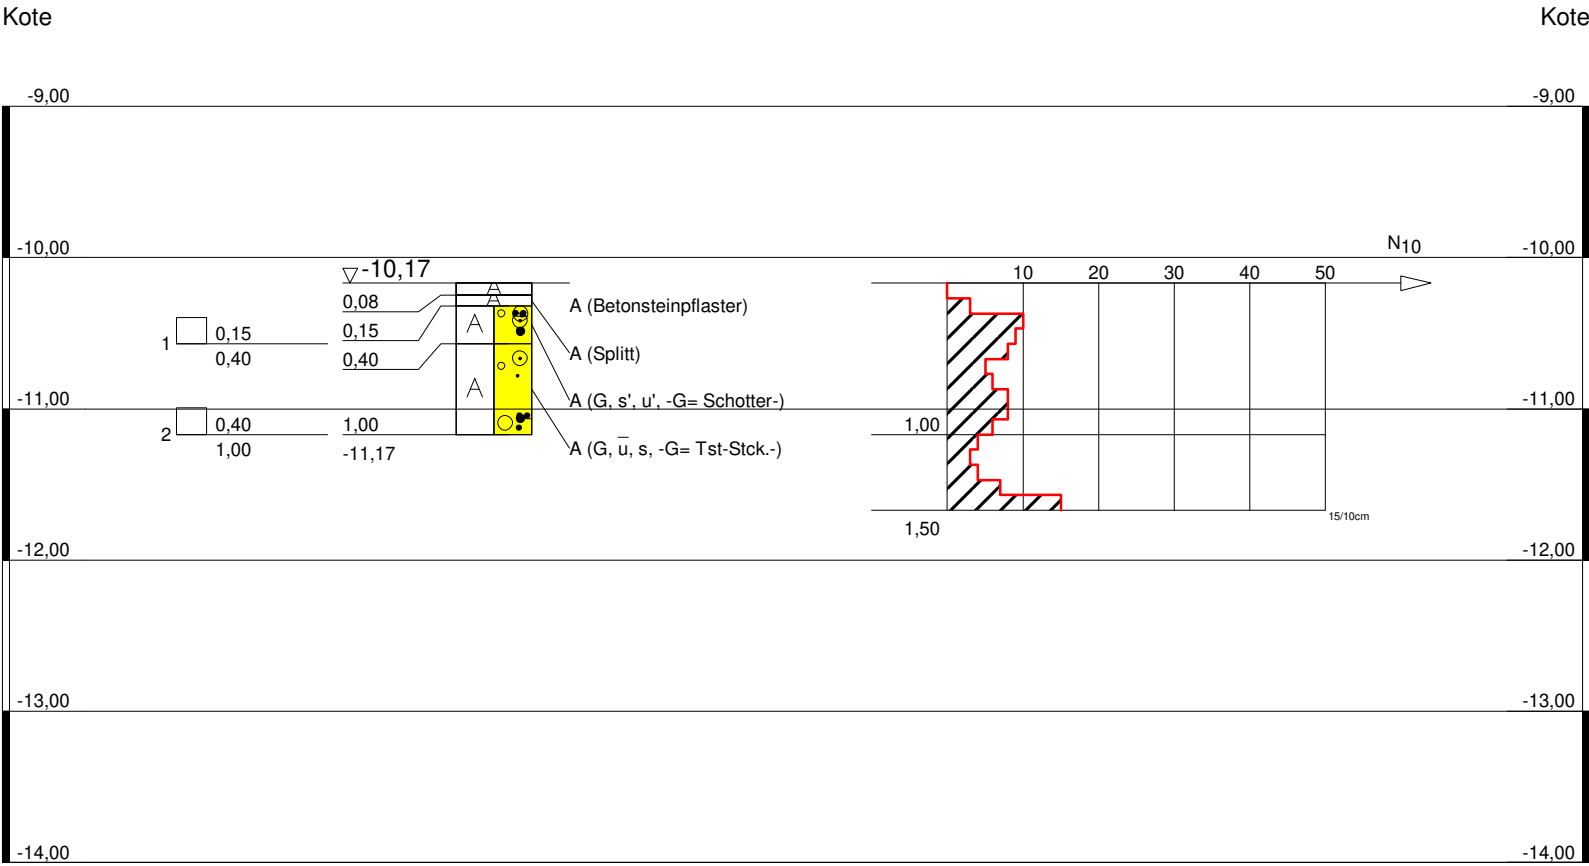 Kote
Kote
-9,00
-9,00
-10,00
-10,00
N10
-10,17
10 20 30 40 50
0,08
A
A
A (Betonsteinpflaster)
1
0,15
0,40
0,15
A
A (Splitt)
0,40
A
A (G, s', u', -G= Schotter-)
-11,00
-11,00
2
0,40
1,00
1,00
-11,17
A (G, u̅, s, -G= Tst-Stck.-)
1,00
1,50
15/10cm
-12,00
-12,00
-13,00
-13,00
-14,00
-14,00